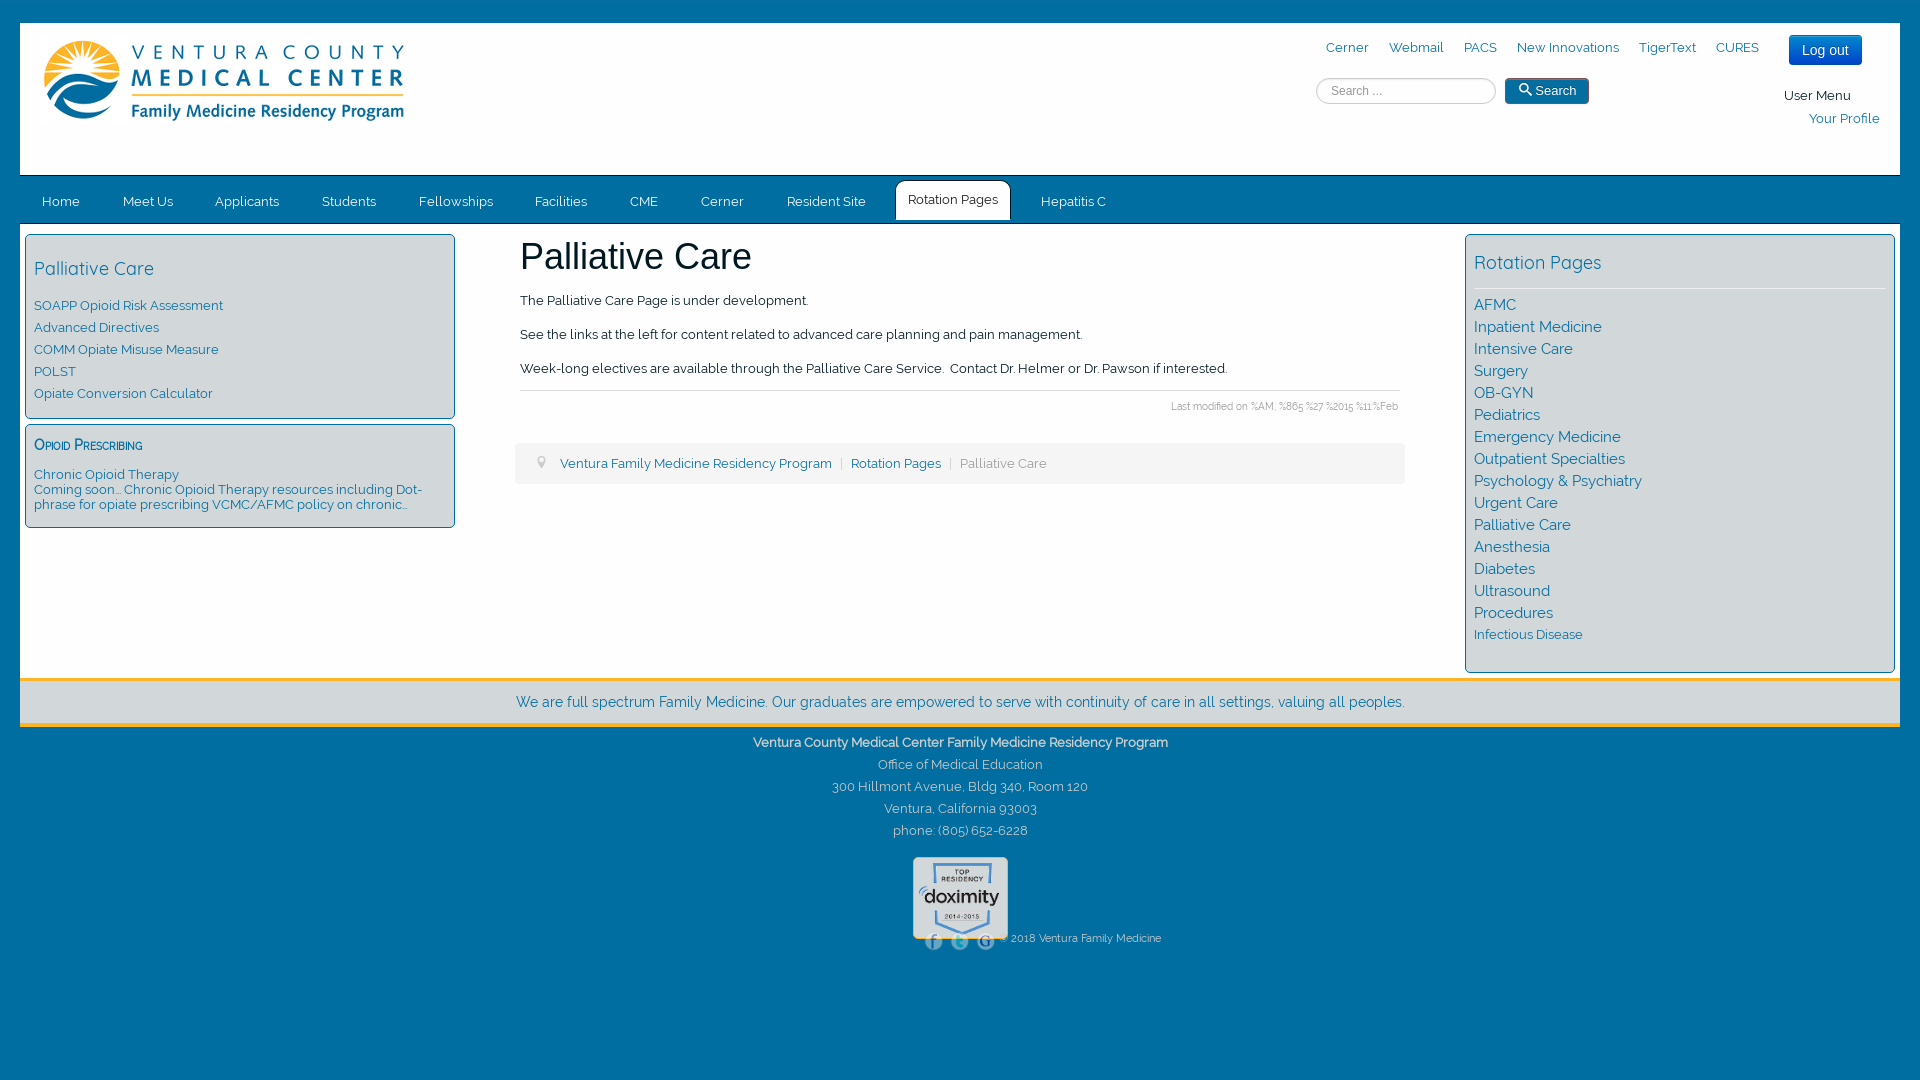 VENTURA COUNTY
MEDICAL CENTER
Family Medicine Residency Program
Cerner Webmail PACS New Innovations TigerText CURES
Log out
Search ...
Search
User Menu
Your Profile
Home Meet Us Applicants Students Fellowships Facilities CME Cerner Resident Site Rotation Pages Hepatitis C
Palliative Care
SOAPP Opioid Risk Assessment
Advanced Directives
COMM Opiate Misuse Measure
POLST
Opiate Conversion Calculator
Opioid Prescribing
Chronic Opioid Therapy
Coming soon... Chronic Opioid Therapy resources including Dot-
phrase for opiate prescribing VCMC/AFMC policy on chronic...
Palliative Care
The Palliative Care Page is under development.
See the links at the left for content related to advanced care planning and pain management.
Week-long electives are available through the Palliative Care Service.  Contact Dr. Helmer or Dr. Pawson if interested.
Last modified on %AM, %865 %27 %2015 %11:%Feb
Ventura Family Medicine Residency Program | Rotation Pages | Palliative Care
Rotation Pages
AFMC
Inpatient Medicine
Intensive Care
Surgery
OB-GYN
Pediatrics
Emergency Medicine
Outpatient Specialties
Psychology & Psychiatry
Urgent Care
Palliative Care
Anesthesia
Diabetes
Ultrasound
Procedures
Infectious Disease
We are full spectrum Family Medicine. Our graduates are empowered to serve with continuity of care in all settings, valuing all peoples.
Ventura County Medical Center Family Medicine Residency Program
Office of Medical Education
300 Hillmont Avenue, Bldg 340, Room 120
Ventura, California 93003
phone: (805) 652-6228
TOP
RESIDENCY
doximity
2014-2015
f t G © 2018 Ventura Family Medicine